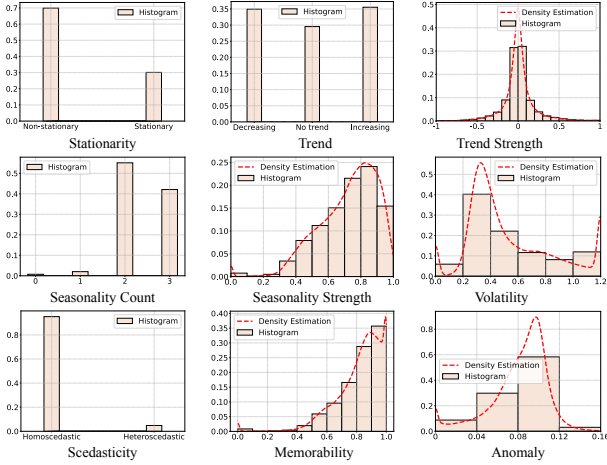 0.7
0.6
0.5
0.4
0.3
0.2
0.1
0.0
Histogram
Non-stationary Stationary
Stationarity
0.35
0.30
0.25
0.20
0.15
0.10
0.05
0.00
Histogram
Decreasing No trend Increasing
Trend
0.5
0.4
0.3
0.2
0.1
0.0
Density Estimation
Histogram
-1 -0.5 0 0.5 1
Trend Strength
0.5
0.4
0.3
0.2
0.1
0.0
Histogram
0 1 2 3
Seasonality Count
0.25
0.20
0.15
0.10
0.05
0.00
Density Estimation
Histogram
0.0 0.2 0.4 0.6 0.8 1.0
Seasonality Strength
0.6
0.5
0.4
0.3
0.2
0.1
0.0
Density Estimation
Histogram
0.0 0.2 0.4 0.6 0.8 1.0 1.2
Volatility
0.8
0.6
0.4
0.2
0.0
Histogram
Homoscedastic Heteroscedastic
Scedasticity
0.40
0.35
0.30
0.25
0.20
0.15
0.10
0.05
0.00
Density Estimation
Histogram
0.0 0.2 0.4 0.6 0.8 1.0
Memorability
0.8
0.6
0.4
0.2
0.0
Density Estimation
Histogram
0.0 0.04 0.08 0.12 0.16
Anomaly